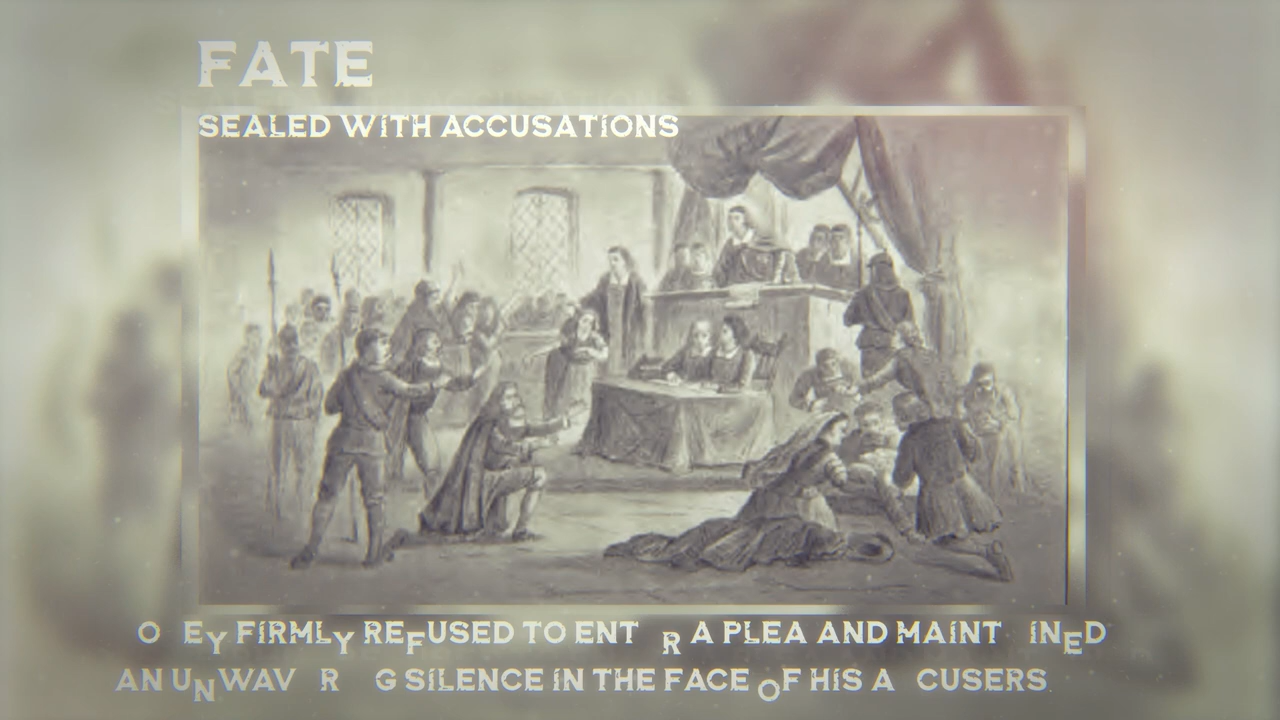 FATE
SEALED WITH ACCUSATIONS
O EY FIRMLY REFUSED TO ENT R A PLEA AND MAINT INED
AN UNWAV R G SILENCE IN THE FACE OF HIS A CUSERS